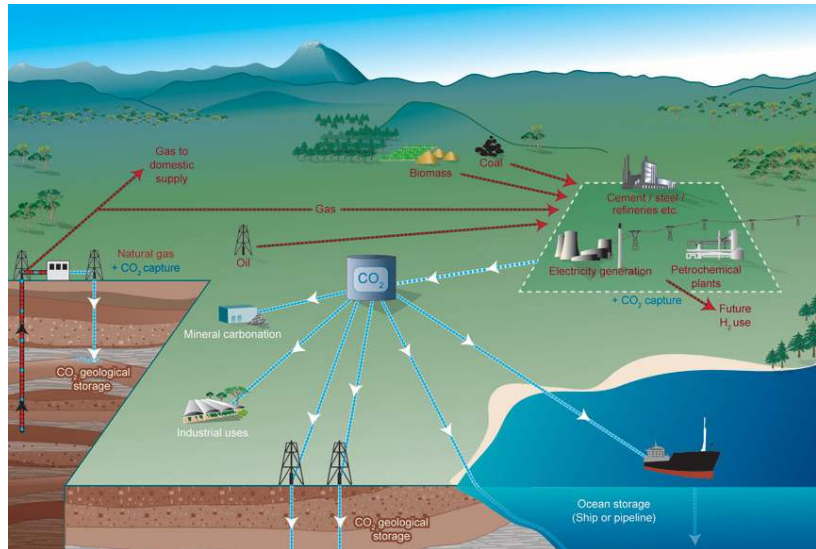 Gas to
domestic
supply
Coal
Biomass
Cement / steel /
refineries etc.
Gas
Natural gas
+ CO₂ capture
Oil
CO₂
Electricity generation
Petrochemical
plants
+ CO₂ capture
Future
H₂ use
Mineral carbonation
CO₂ geological
storage
Industrial uses
Ocean storage
(Ship or pipeline)
CO₂ geological
storage